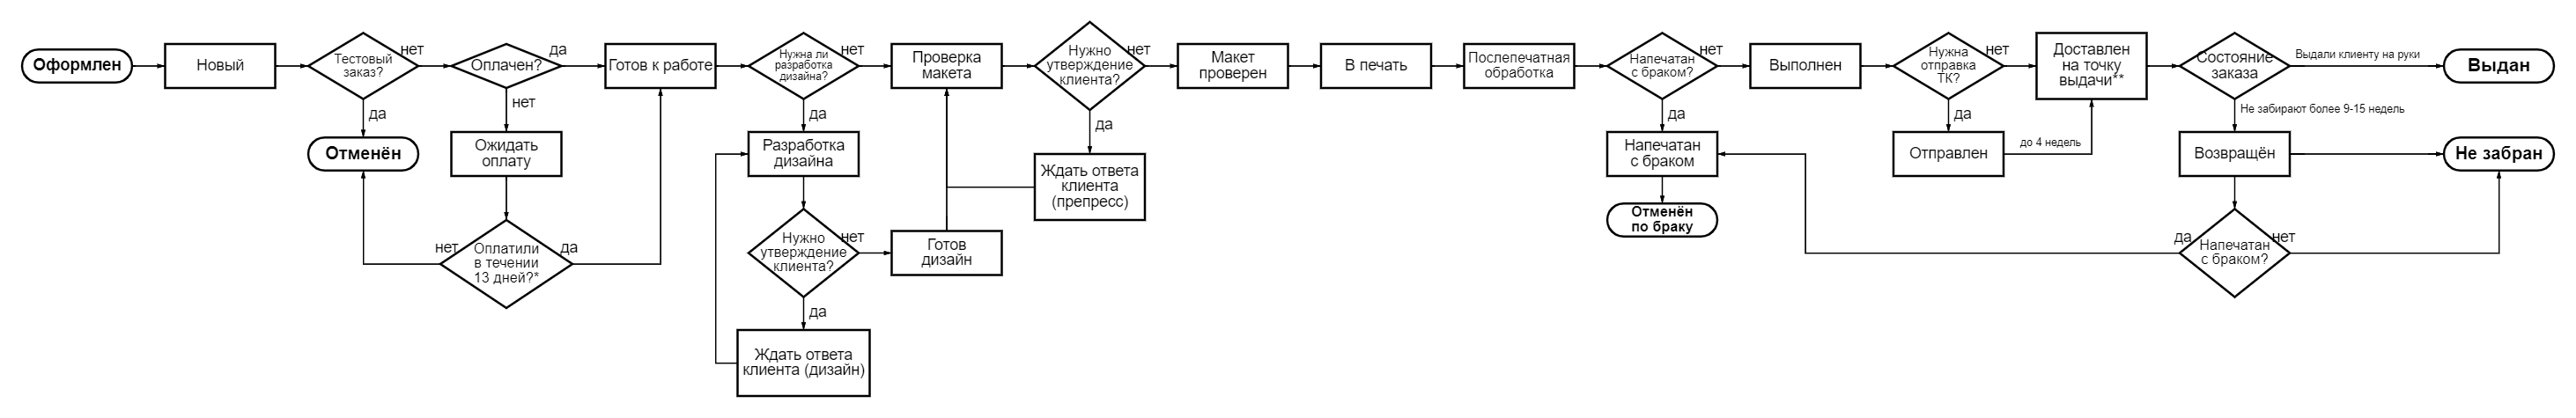 Оформлен
Новый
Тестовый
заказ?
нет
да
Отменён
Оплачен?
да
нет
Ожидать
оплату
Оплатили
в течении
13 дней?*
нет
да
Готов к работе
Нужна ли
разработка
дизайна?
нет
да
Разработка
дизайна
Нужно
утверждение
клиента?
нет
да
Ждать ответа
клиента (дизайн)
Готов
дизайн
Проверка
макета
Нужно
утверждение
клиента?
нет
да
Ждать ответа
клиента
(препресс)
Макет
проверен
В печать
Послепечатная
обработка
Напечатан
с браком?
нет
да
Напечатан
с браком
Отменён
по браку
Выполнен
Нужна
отправка
ТК?
нет
да
Отправлен
до 4 недель
Доставлен
на точку
выдачи**
Состояние
заказа
Выдали клиенту на руки
Выдан
Не забирают более 9-15 недель
Возвращён
Не забран
Напечатан
с браком?
да
нет